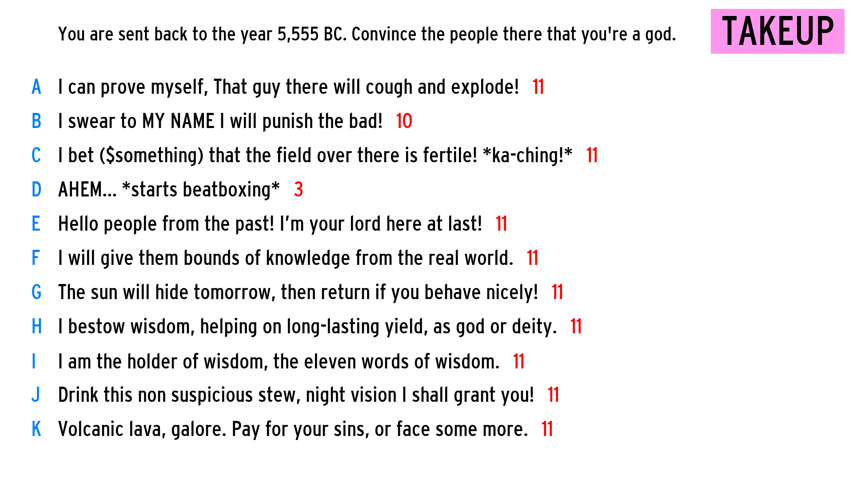 You are sent back to the year 5,555 BC. Convince the people there that you're a god.
TAKEUP
A I can prove myself, That guy there will cough and explode! 11
B I swear to MY NAME I will punish the bad! 10
C I bet ($something) that the field over there is fertile! *ka-ching!* 11
D AHEM... *starts beatboxing* 3
E Hello people from the past! I’m your lord here at last! 11
F I will give them bounds of knowledge from the real world. 11
G The sun will hide tomorrow, then return if you behave nicely! 11
H I bestow wisdom, helping on long-lasting yield, as god or deity. 11
I I am the holder of wisdom, the eleven words of wisdom. 11
J Drink this non suspicious stew, night vision I shall grant you! 11
K Volcanic lava, galore. Pay for your sins, or face some more. 11